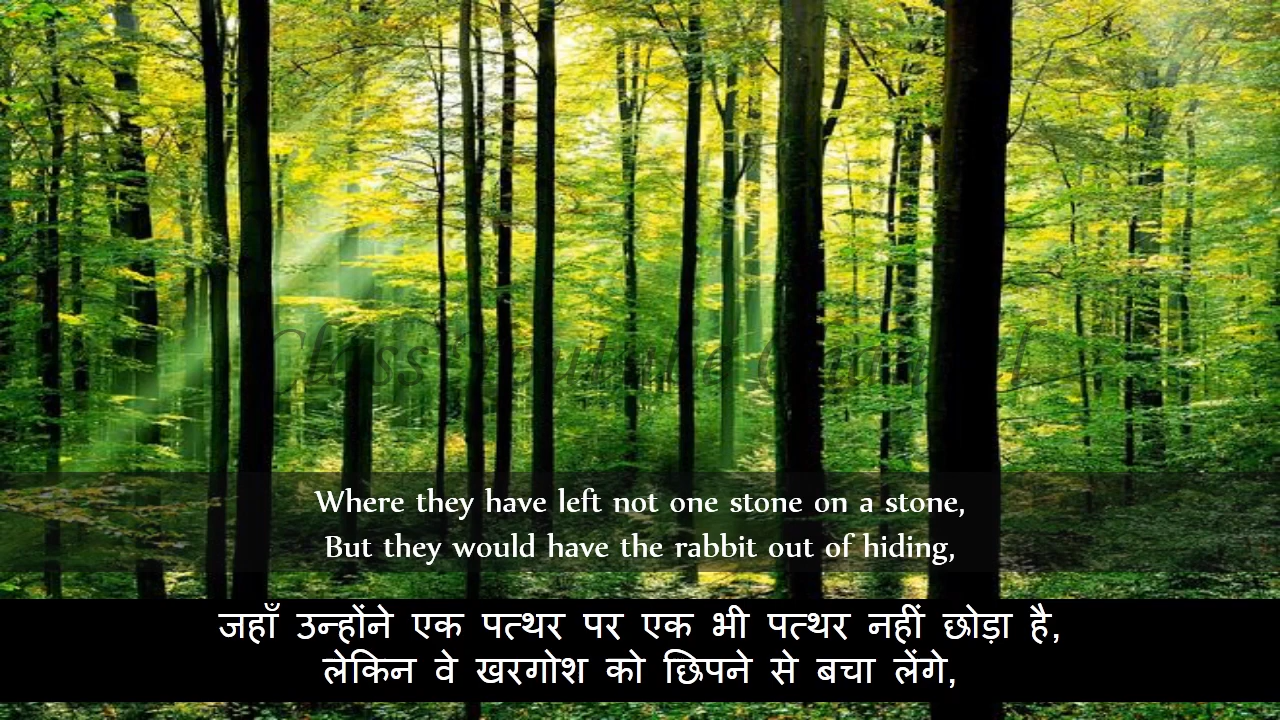 Where they have left not one stone on a stone,
But they would have the rabbit out of hiding,
जहाँ उन्होंने एक पत्थर पर एक भी पत्थर नहीं छोड़ा है,
लेकिन वे खरगोश को छिपने से बचा लेंगे,